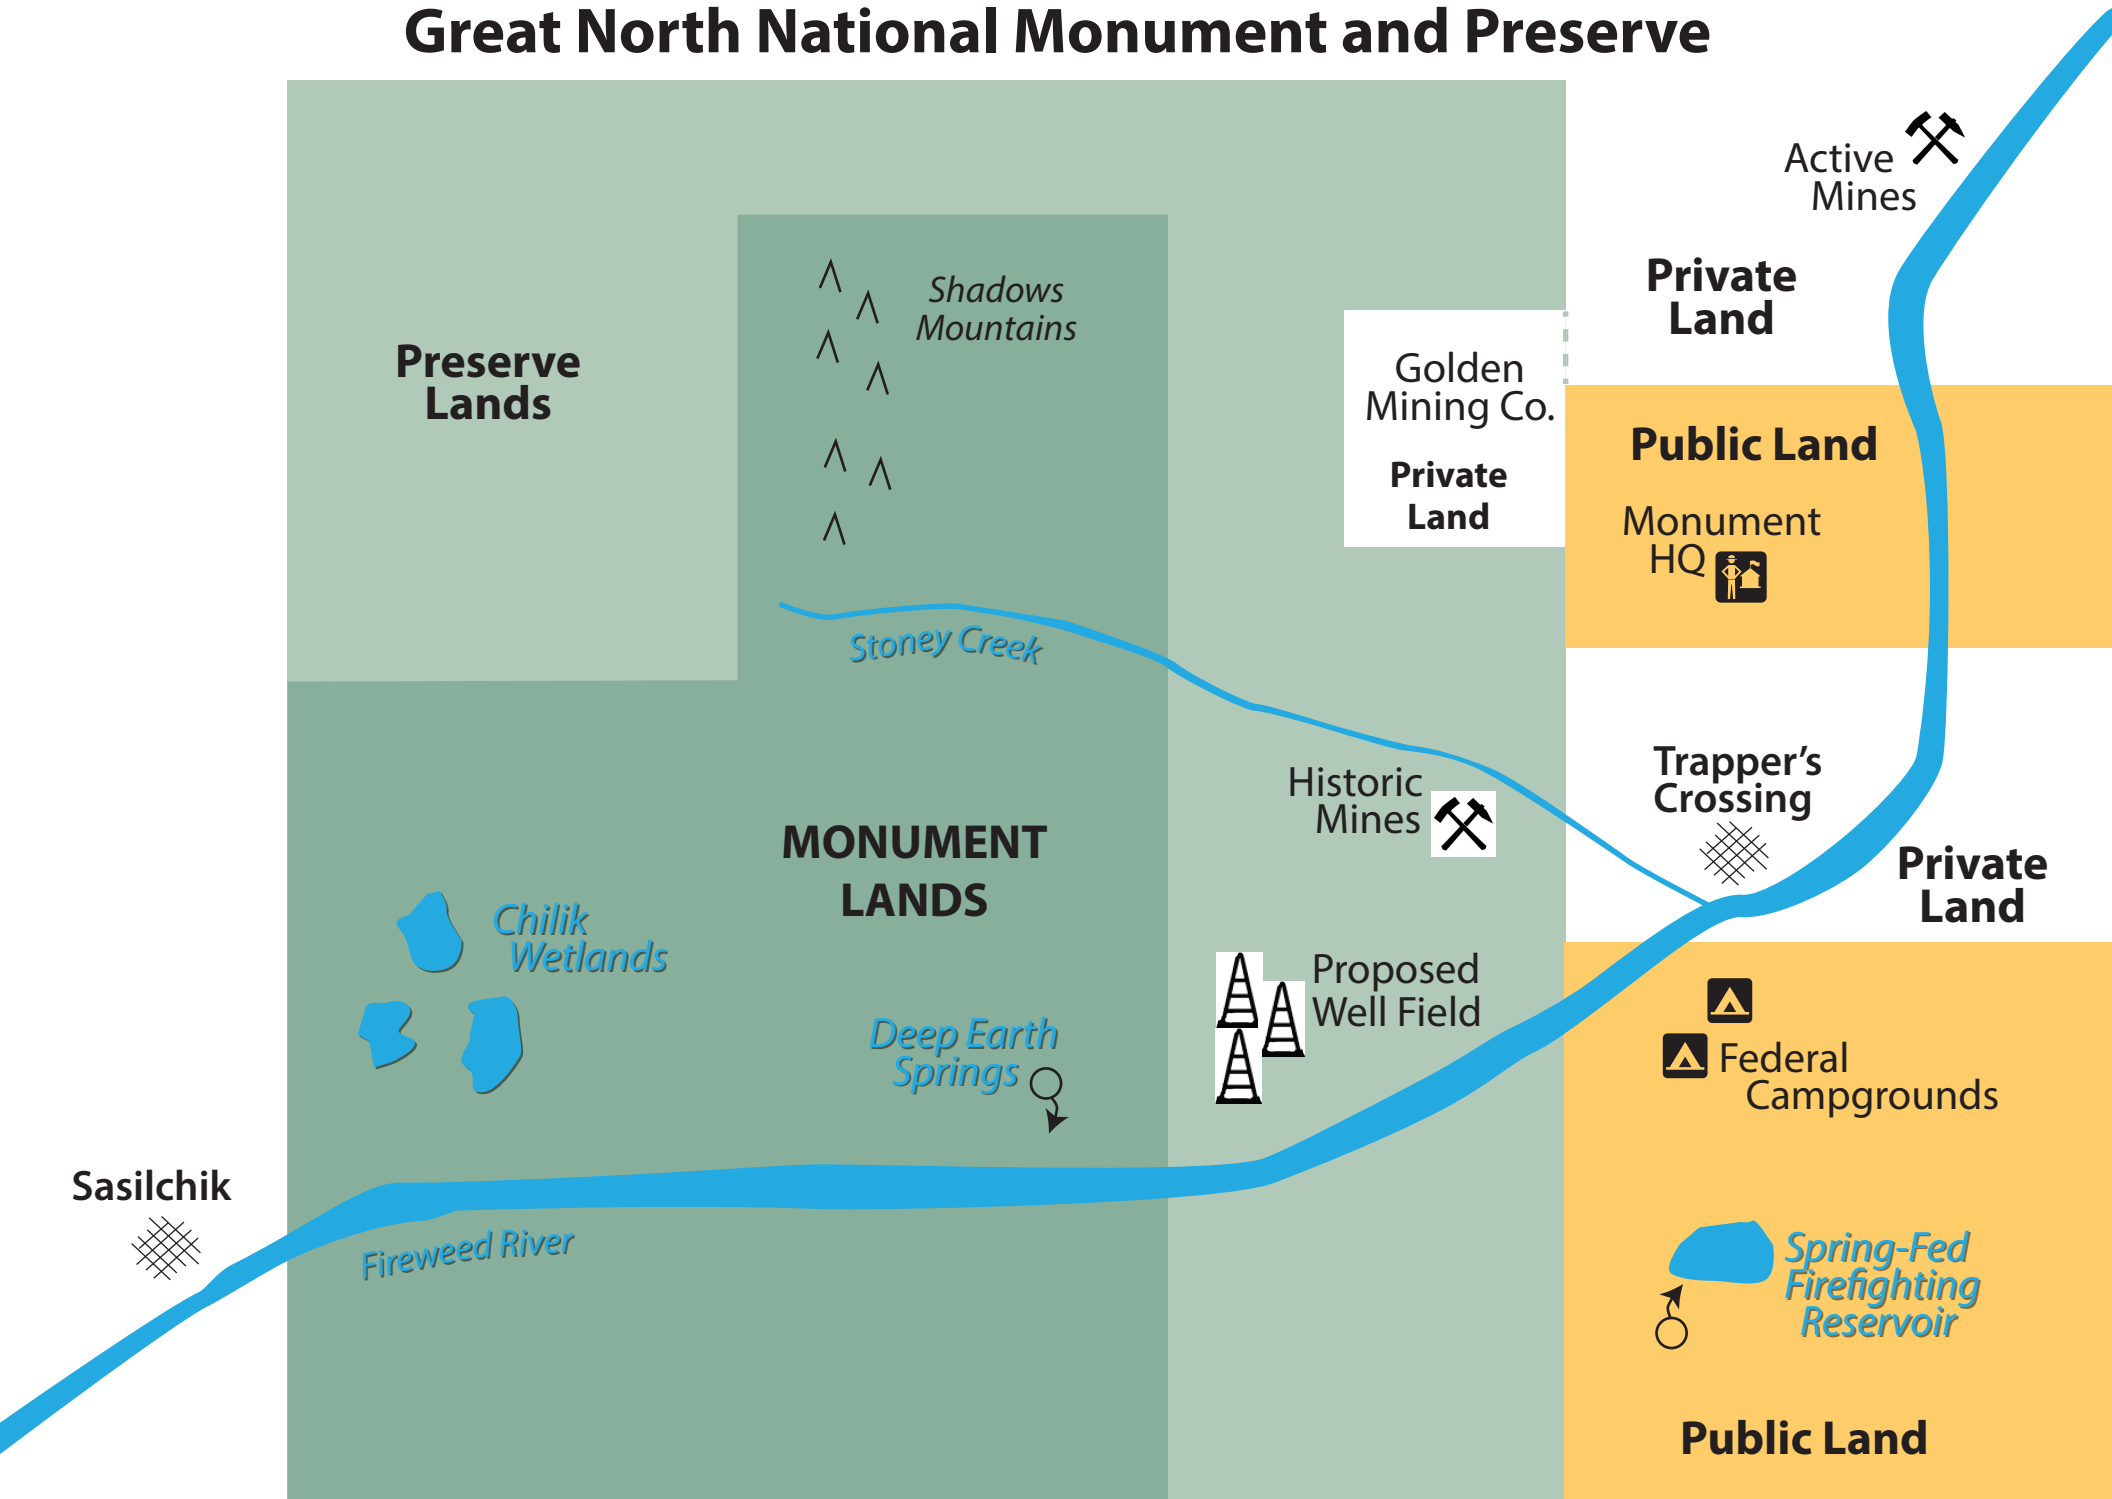 Great North National Monument and Preserve
Active
Mines
Private
Land
Shadows
Mountains
Preserve
Lands
Golden
Mining Co.
Private
Land
Public Land
Monument
HQ
Stoney Creek
Historic
Mines
Trapper's
Crossing
MONUMENT
LANDS
Private
Land
Chilik
Wetlands
Proposed
Well Field
Deep Earth
Springs
Federal
Campgrounds
Sasilchik
Fireweed River
Spring-Fed
Firefighting
Reservoir
Public Land